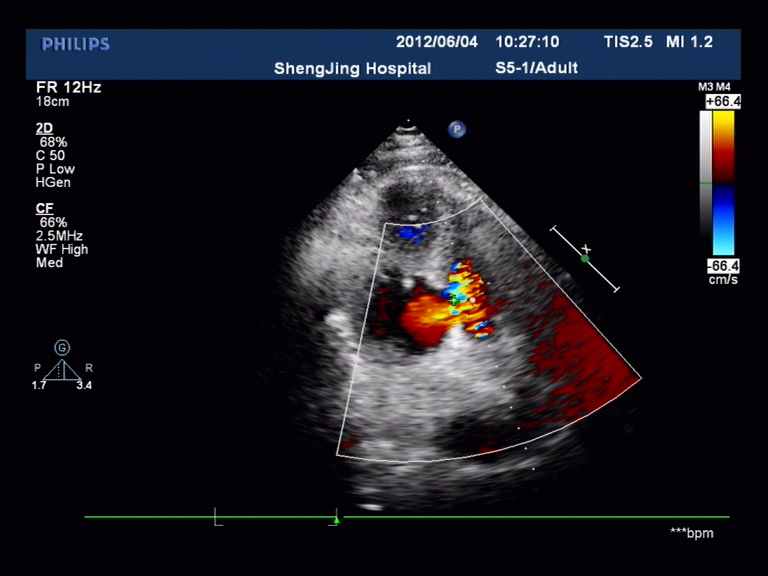 PHILIPS
2012/06/04 10:27:10 TIS2.5 MI 1.2
ShengJing Hospital S5-1/Adult
FR 12Hz
18cm
2D
68%
C 50
P Low
HGen
CF
66%
2.5MHz
WF High
Med
M3 M4
+66.4
-66.4
cm/s
P
X
G
P R
1.7 3.4
***bpm